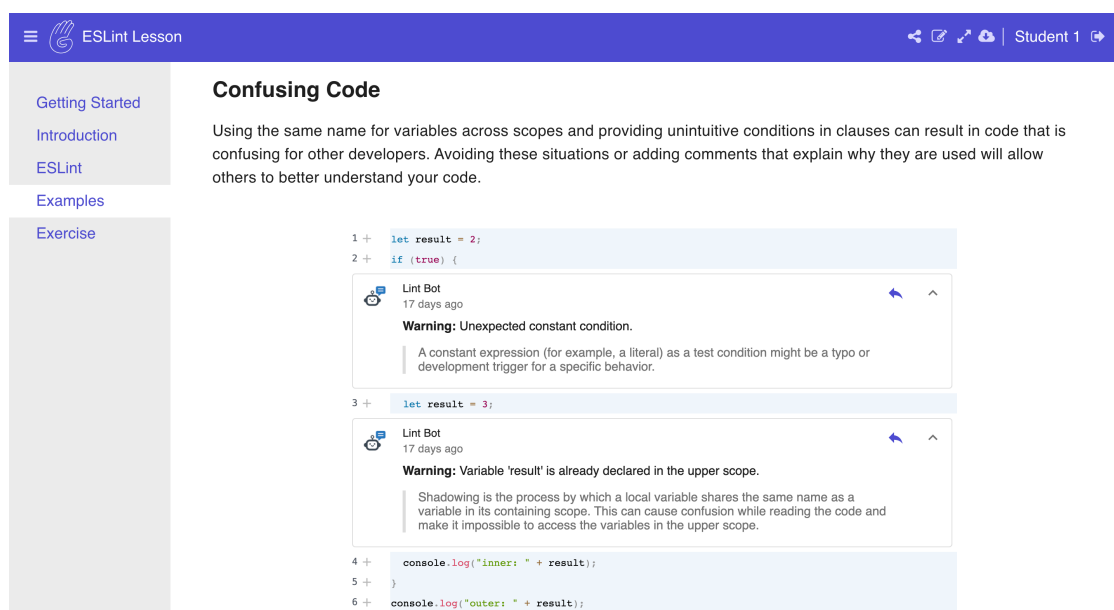 ESLint Lesson
Student 1
Getting Started
Introduction
ESLint
Examples
Exercise
Confusing Code
Using the same name for variables across scopes and providing unintuitive conditions in clauses can result in code that is
confusing for other developers. Avoiding these situations or adding comments that explain why they are used will allow
others to better understand your code.
1 + let result = 2;
2 + if (true) {
Lint Bot
17 days ago
Warning: Unexpected constant condition.
A constant expression (for example, a literal) as a test condition might be a typo or
development trigger for a specific behavior.
3 + let result = 3;
Lint Bot
17 days ago
Warning: Variable 'result' is already declared in the upper scope.
Shadowing is the process by which a local variable shares the same name as a
variable in its containing scope. This can cause confusion while reading the code and
make it impossible to access the variables in the upper scope.
4 + console.log("inner: " + result);
5 + }
6 + console.log("outer: " + result);